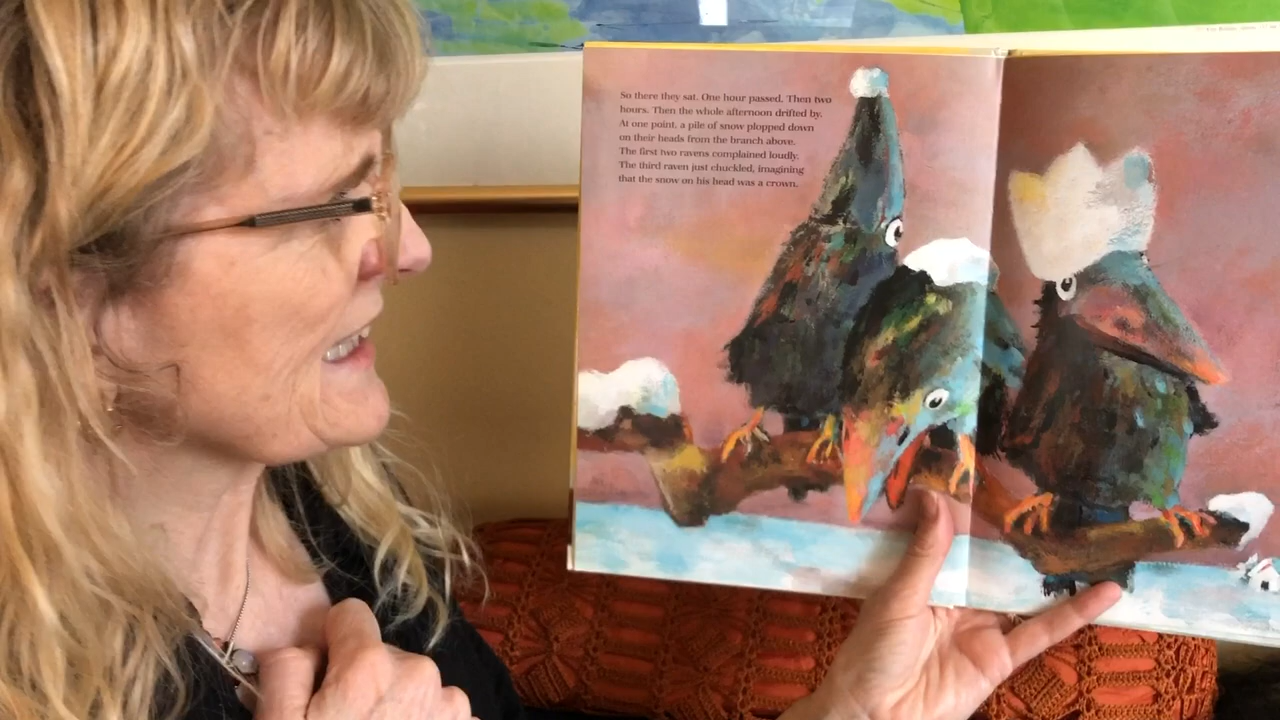 So there they sat. One hour passed. Then two
hours. Then the whole afternoon drifted by.
At one point, a pile of snow plopped down
on their heads from the branch above.
The first two ravens complained loudly.
The third raven just chuckled, imagining
that the snow on his head was a crown.